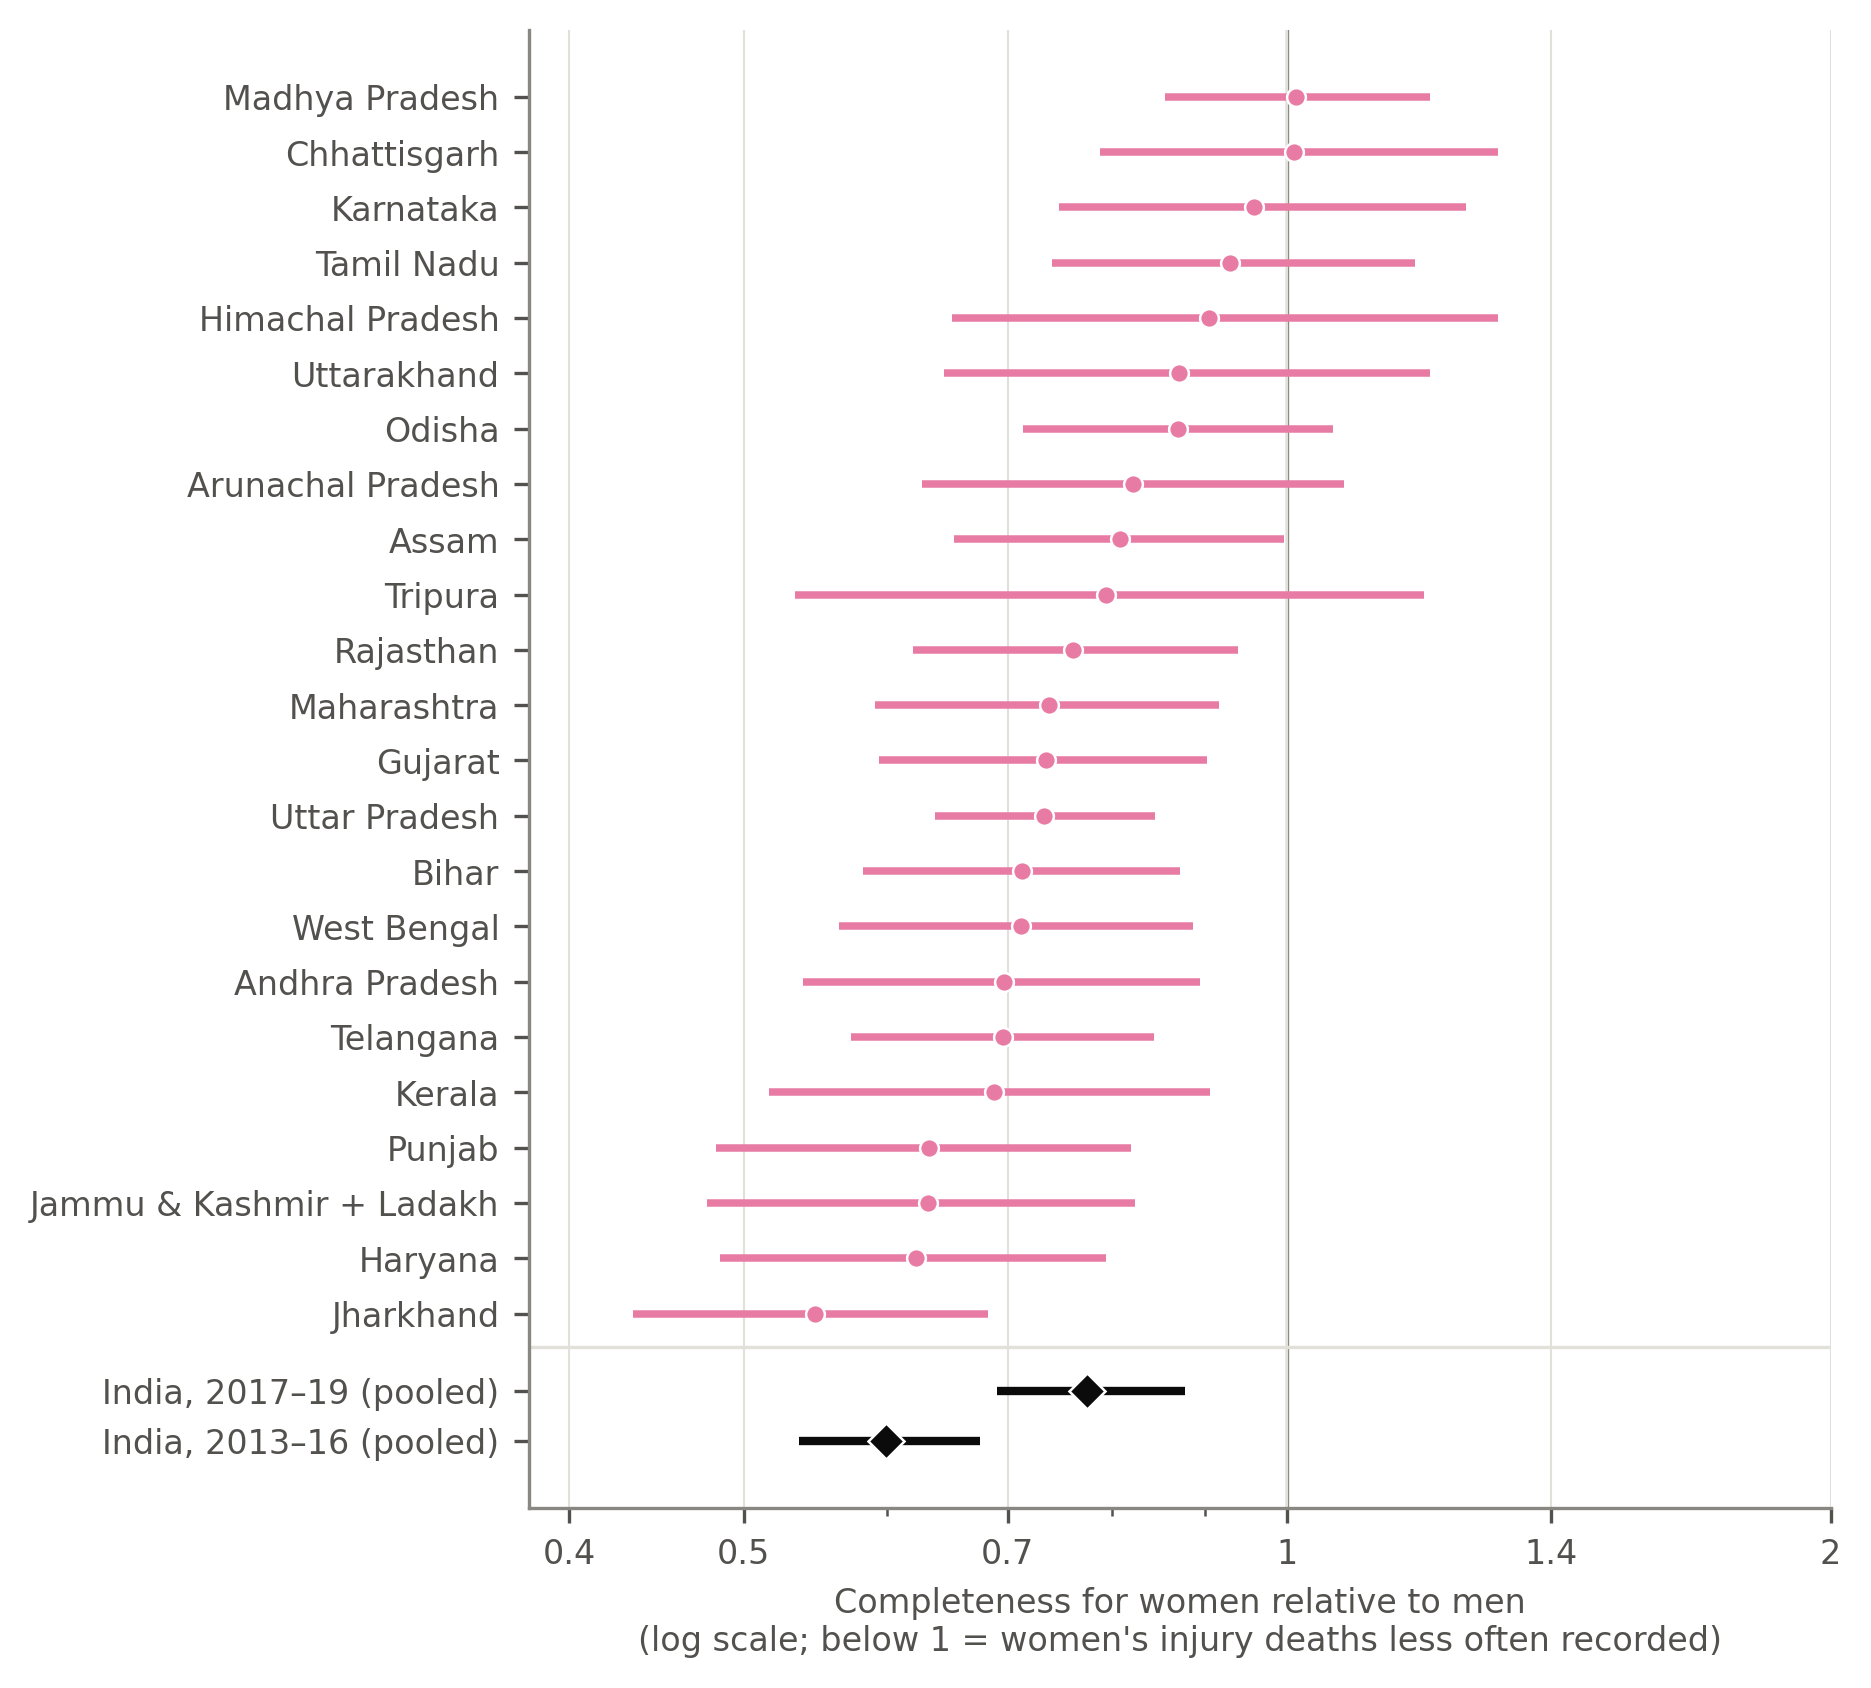 Madhya Pradesh
Chhattisgarh
Karnataka
Tamil Nadu
Himachal Pradesh
Uttarakhand
Odisha
Arunachal Pradesh
Assam
Tripura
Rajasthan
Maharashtra
Gujarat
Uttar Pradesh
Bihar
West Bengal
Andhra Pradesh
Telangana
Kerala
Punjab
Jammu & Kashmir + Ladakh
Haryana
Jharkhand
India, 2017–19 (pooled)
India, 2013–16 (pooled)
0.4 0.5 0.7 1 1.4 2
Completeness for women relative to men
(log scale; below 1 = women's injury deaths less often recorded)